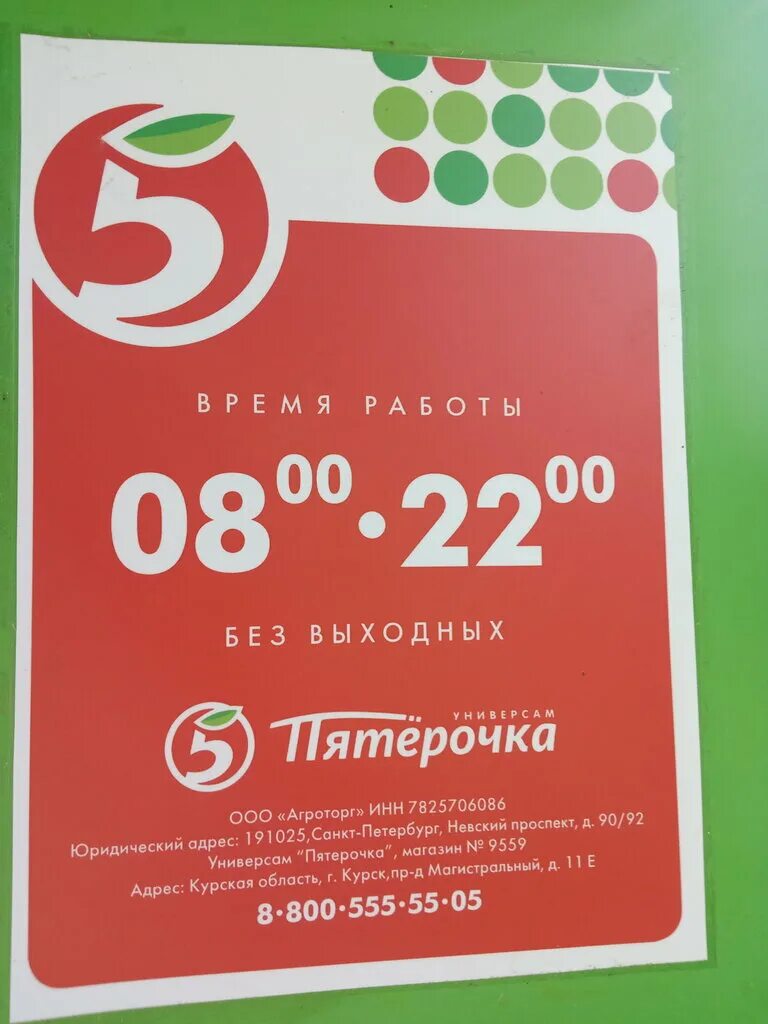 5
ВРЕМЯ РАБОТЫ
08⁰⁰·22⁰⁰
БЕЗ ВЫХОДНЫХ
УНИВЕРСАМ
5 Пятёрочка
ООО «Агроторг» ИНН 7825706086
Юридический адрес: 191025,Санкт-Петербург, Невский проспект, д. 90/92
Универсам "Пятерочка", магазин № 9559
Адрес: Курская область, г. Курск,пр-д Магистральный, д. 11 Е
8·800·555·55·05